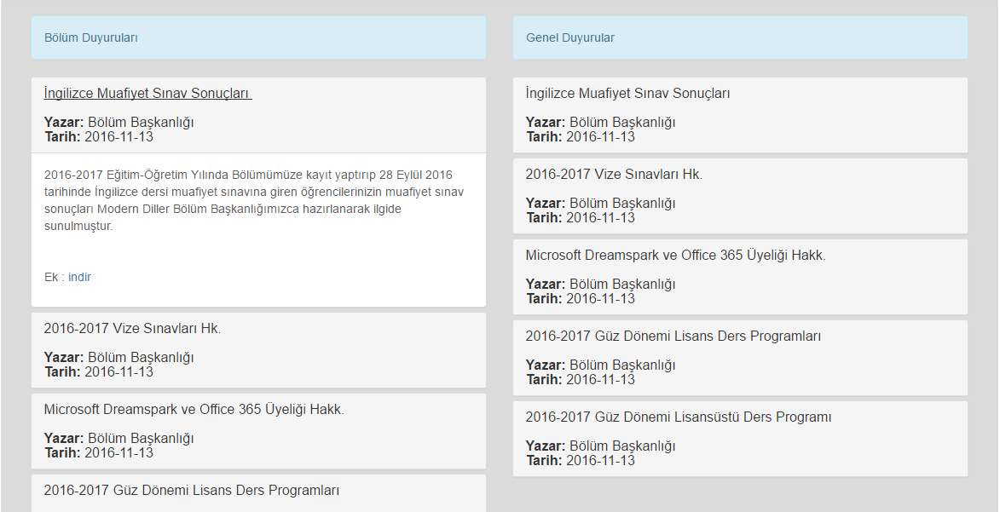 Bölüm Duyuruları
İngilizce Muafiyet Sınav Sonuçları
Yazar: Bölüm Başkanlığı
Tarih: 2016-11-13
2016-2017 Eğitim-Öğretim Yılında Bölümümüze kayıt yaptırıp 28 Eylül 2016
tarihinde İngilizce dersi muafiyet sınavına giren öğrencilerinizin muafiyet sınav
sonuçları Modern Diller Bölüm Başkanlığımızca hazırlanarak ilgide
sunulmuştur.
Ek : indir
2016-2017 Vize Sınavları Hk.
Yazar: Bölüm Başkanlığı
Tarih: 2016-11-13
Microsoft Dreamspark ve Office 365 Üyeliği Hakk.
Yazar: Bölüm Başkanlığı
Tarih: 2016-11-13
2016-2017 Güz Dönemi Lisans Ders Programları
Genel Duyurular
İngilizce Muafiyet Sınav Sonuçları
Yazar: Bölüm Başkanlığı
Tarih: 2016-11-13
2016-2017 Vize Sınavları Hk.
Yazar: Bölüm Başkanlığı
Tarih: 2016-11-13
Microsoft Dreamspark ve Office 365 Üyeliği Hakk.
Yazar: Bölüm Başkanlığı
Tarih: 2016-11-13
2016-2017 Güz Dönemi Lisans Ders Programları
Yazar: Bölüm Başkanlığı
Tarih: 2016-11-13
2016-2017 Güz Dönemi Lisansüstü Ders Programı
Yazar: Bölüm Başkanlığı
Tarih: 2016-11-13